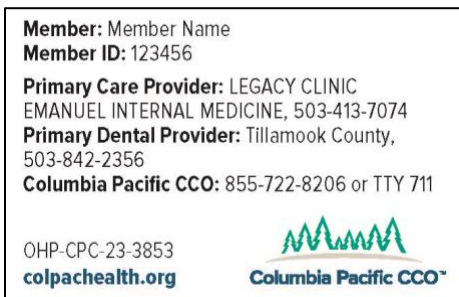 Member: Member Name
Member ID: 123456
Primary Care Provider: LEGACY CLINIC
EMANUEL INTERNAL MEDICINE, 503-413-7074
Primary Dental Provider: Tillamook County,
503-842-2356
Columbia Pacific CCO: 855-722-8206 or TTY 711
OHP-CPC-23-3853
colpachealth.org
Columbia Pacific CCO™